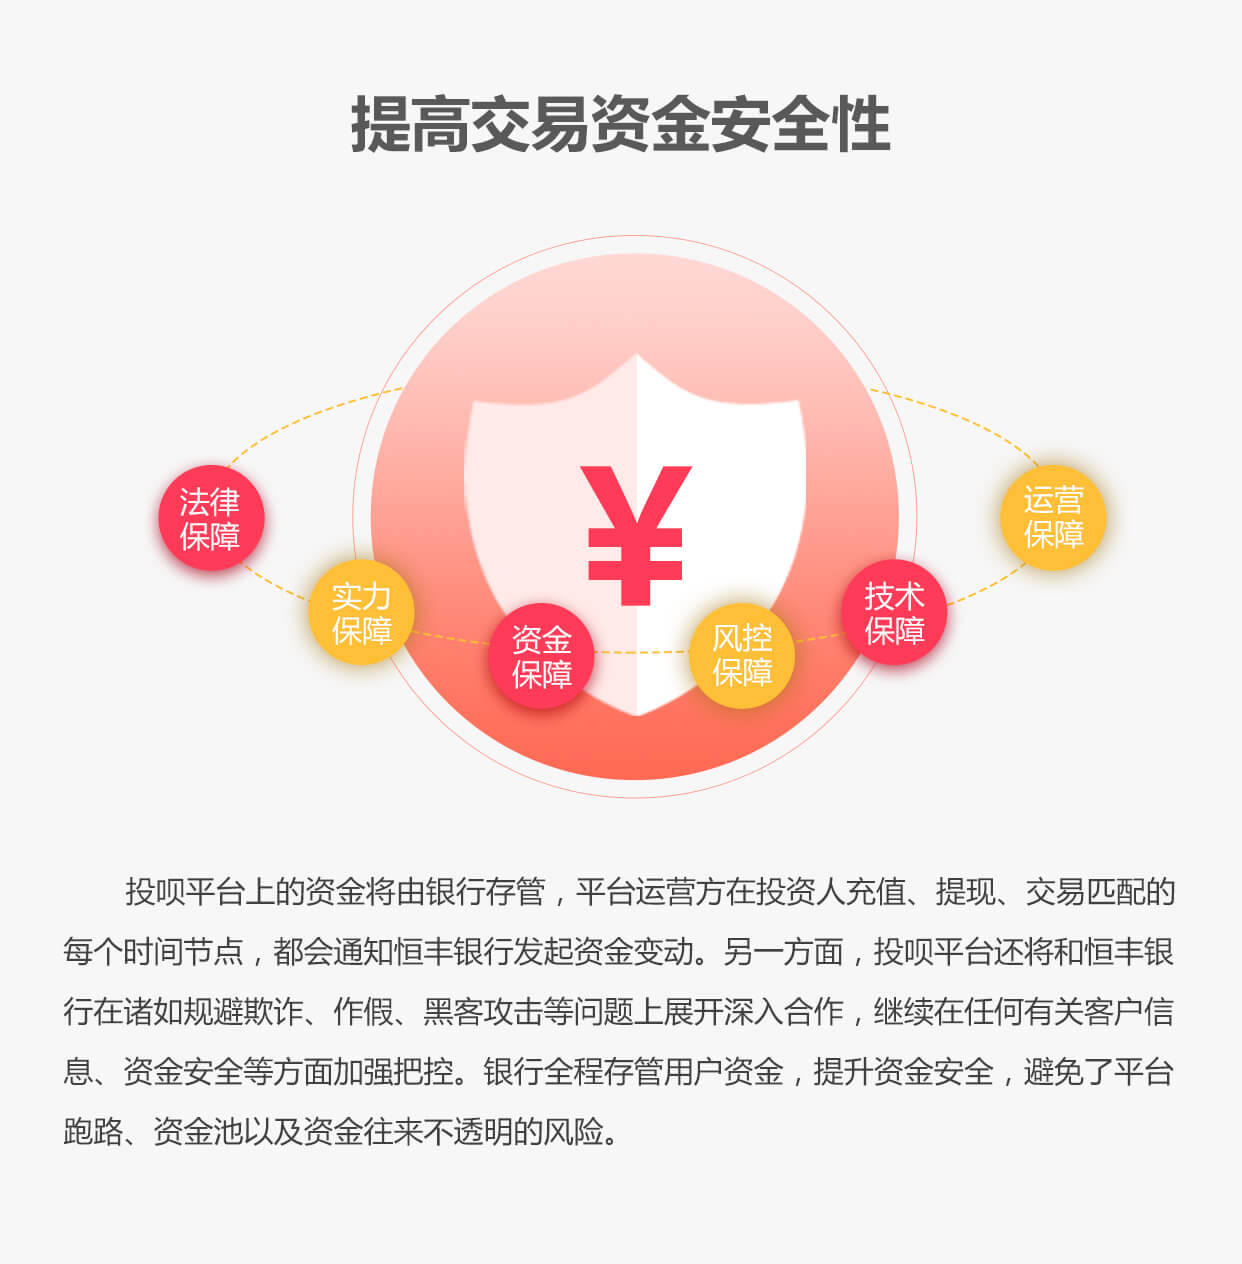 提高交易资金安全性
¥
法律
保障
实力
保障
资金
保障
风控
保障
技术
保障
运营
保障
投呗平台上的资金将由银行存管，平台运营方在投资人充值、提现、交易匹配的
每个时间节点，都会通知恒丰银行发起资金变动。另一方面，投呗平台还将和恒丰银
行在诸如规避欺诈、作假、黑客攻击等问题上展开深入合作，继续在任何有关客户信
息、资金安全等方面加强把控。银行全程存管用户资金，提升资金安全，避免了平台
跑路、资金池以及资金往来不透明的风险。